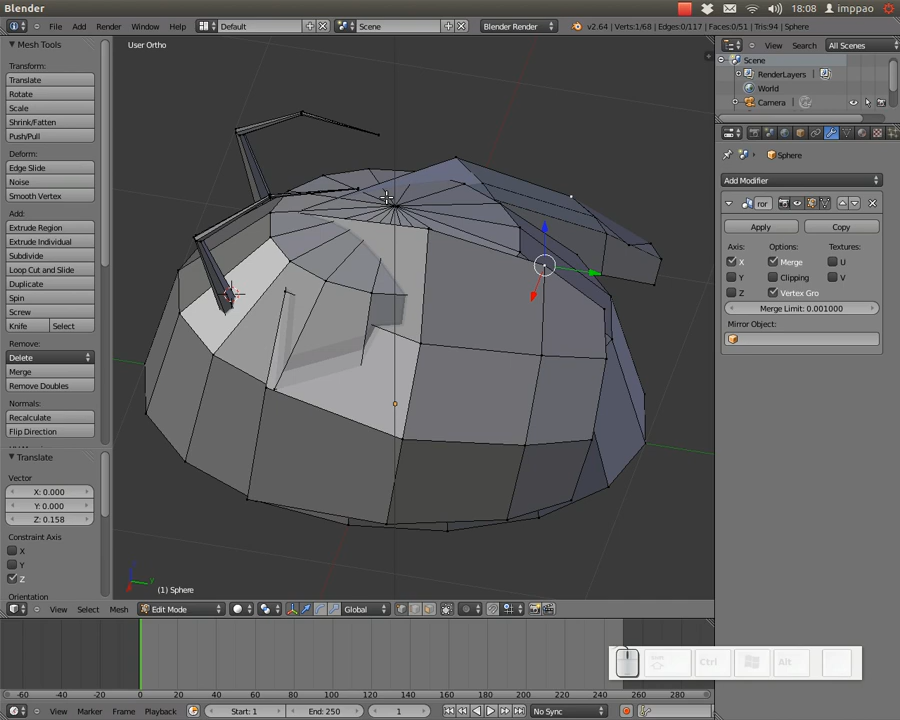 Blender
18:08 imppao
File Add Render Window Help Default Scene Blender Render v2.64 | Verts:1/68 | Edges:0/117 | Faces:0/51 | Tris:94 | Sphere
Mesh Tools
User Ortho
View Search All Scenes
Scene
RenderLayers
World
Camera
Transform:
Translate
Rotate
Scale
Shrink/Fatten
Push/Pull
Deform:
Edge Slide
Noise
Smooth Vertex
Add:
Extrude Region
Extrude Individual
Subdivide
Loop Cut and Slide
Duplicate
Spin
Screw
Knife Select
Remove:
Delete
Merge
Remove Doubles
Normals:
Recalculate
Flip Direction
Translate
Vector
X: 0.000
Y: 0.000
Z: 0.158
Constraint Axis
X
Y
Z
Orientation
Sphere
Add Modifier
ror
Apply Copy
Axis: Options: Textures:
X Merge U
Y Clipping V
Z Vertex Gro
Merge Limit: 0.001000
Mirror Object:
(1) Sphere
View Select Mesh Edit Mode Global
Ctrl Alt
-60 -40 -20 0 20 40 60 80 100 120 140 160 180 200 220 240 260 280
View Marker Frame Playback Start: 1 End: 250 1 No Sync